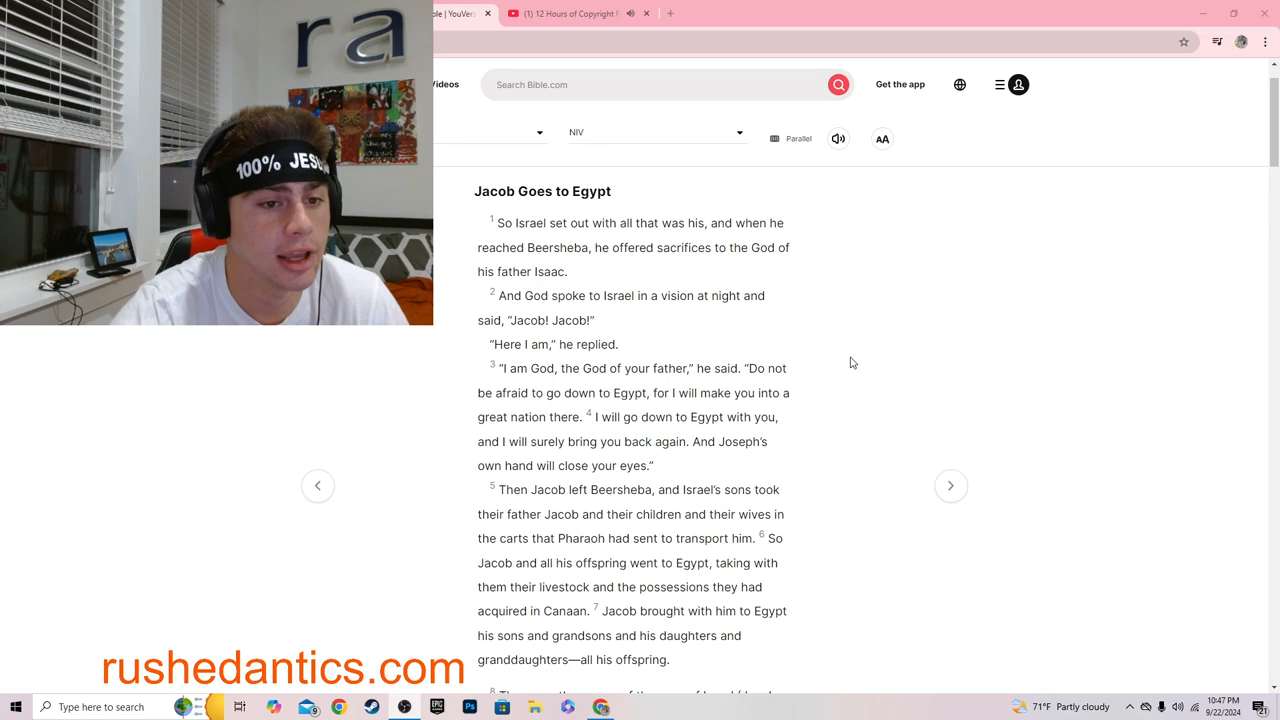 ra
100% JESU
ble | YouVers
(1) 12 Hours of Copyright F
Videos
Search Bible.com
Get the app
NIV
Parallel
AA
Jacob Goes to Egypt
1 So Israel set out with all that was his, and when he
reached Beersheba, he offered sacrifices to the God of
his father Isaac.
2 And God spoke to Israel in a vision at night and
said, “Jacob! Jacob!”
“Here I am,” he replied.
3 “I am God, the God of your father,” he said. “Do not
be afraid to go down to Egypt, for I will make you into a
great nation there. 4 I will go down to Egypt with you,
and I will surely bring you back again. And Joseph’s
own hand will close your eyes.”
5 Then Jacob left Beersheba, and Israel’s sons took
their father Jacob and their children and their wives in
the carts that Pharaoh had sent to transport him. 6 So
Jacob and all his offspring went to Egypt, taking with
them their livestock and the possessions they had
acquired in Canaan. 7 Jacob brought with him to Egypt
his sons and grandsons and his daughters and
granddaughters—all his offspring.
rushedantics.com
Type here to search
9
EPIC
Ps
71°F Partly cloudy
10:47 PM
9/22/2024
21